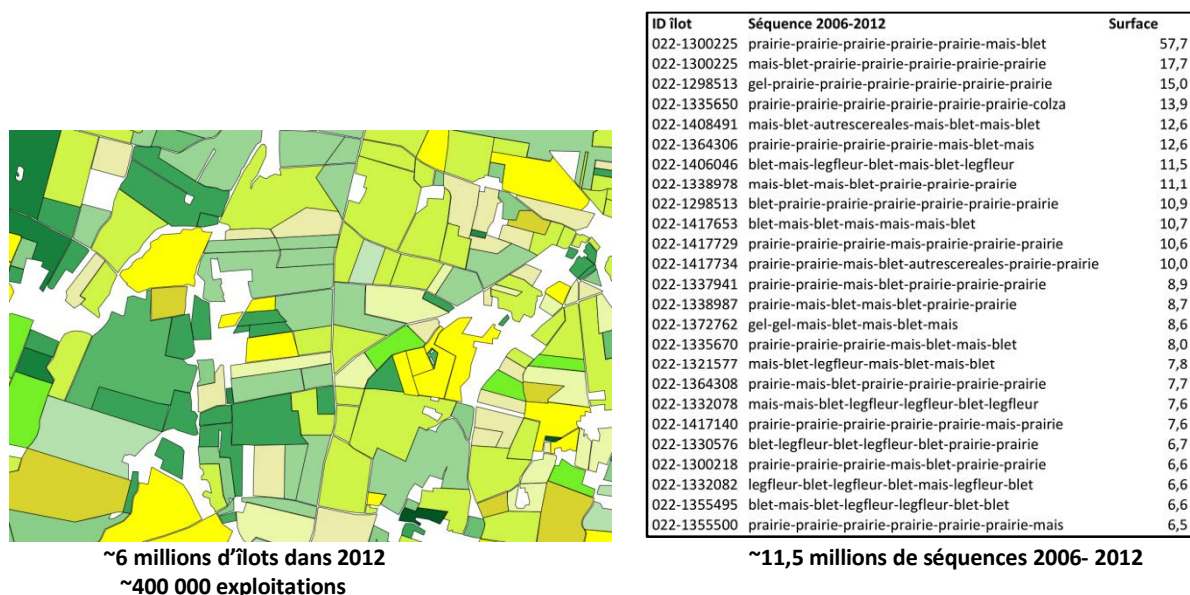 ID îlot Séquence 2006-2012 Surface
022-1300225 prairie-prairie-prairie-prairie-prairie-mais-blet 57,7
022-1300225 mais-blet-prairie-prairie-prairie-prairie-prairie 17,7
022-1298513 gel-prairie-prairie-prairie-prairie-prairie-prairie 15,0
022-1335650 prairie-prairie-prairie-prairie-prairie-prairie-colza 13,9
022-1408491 mais-blet-autrescereales-mais-blet-mais-blet 12,6
022-1364306 prairie-prairie-prairie-prairie-mais-blet-mais 12,6
022-1406046 blet-mais-legfleur-blet-mais-blet-legfleur 11,5
022-1338978 mais-blet-mais-blet-prairie-prairie-prairie 11,1
022-1298513 blet-prairie-prairie-prairie-prairie-prairie-prairie 10,9
022-1417653 blet-mais-blet-mais-mais-mais-blet 10,7
022-1417729 prairie-prairie-prairie-mais-prairie-prairie-prairie 10,6
022-1417734 prairie-prairie-mais-blet-autrescereales-prairie-prairie 10,0
022-1337941 prairie-prairie-mais-blet-prairie-prairie-prairie 8,9
022-1338987 prairie-mais-blet-mais-blet-prairie-prairie 8,7
022-1372762 gel-gel-mais-blet-mais-blet-mais 8,6
022-1335670 prairie-prairie-prairie-mais-blet-mais-blet 8,0
022-1321577 mais-blet-legfleur-mais-blet-mais-blet 7,8
022-1364308 prairie-mais-blet-prairie-prairie-prairie-prairie 7,7
022-1332078 mais-mais-blet-legfleur-legfleur-blet-legfleur 7,6
022-1417140 prairie-prairie-prairie-prairie-prairie-mais-prairie 7,6
022-1330576 blet-legfleur-blet-legfleur-blet-prairie-prairie 6,7
022-1300218 prairie-prairie-prairie-mais-blet-prairie-prairie 6,6
022-1332082 legfleur-blet-legfleur-blet-mais-legfleur-blet 6,6
022-1355495 blet-mais-blet-legfleur-legfleur-blet-blet 6,6
022-1355500 prairie-prairie-prairie-prairie-prairie-prairie-mais 6,5
~6 millions d'îlots dans 2012
~400 000 exploitations
~11,5 millions de séquences 2006- 2012